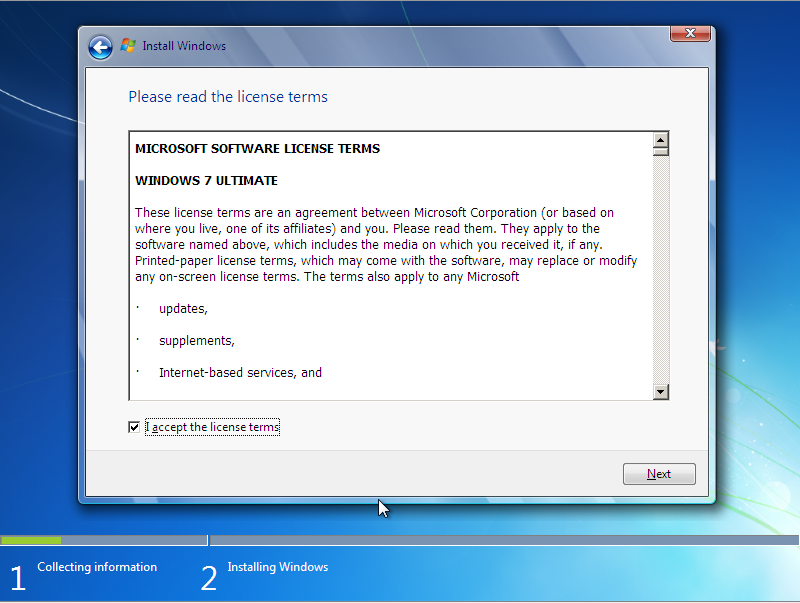 Install Windows
Please read the license terms
MICROSOFT SOFTWARE LICENSE TERMS
WINDOWS 7 ULTIMATE
These license terms are an agreement between Microsoft Corporation (or based on
where you live, one of its affiliates) and you. Please read them. They apply to the
software named above, which includes the media on which you received it, if any.
Printed-paper license terms, which may come with the software, may replace or modify
any on-screen license terms. The terms also apply to any Microsoft
· updates,
· supplements,
· Internet-based services, and
I accept the license terms
Next
1 Collecting information
2 Installing Windows